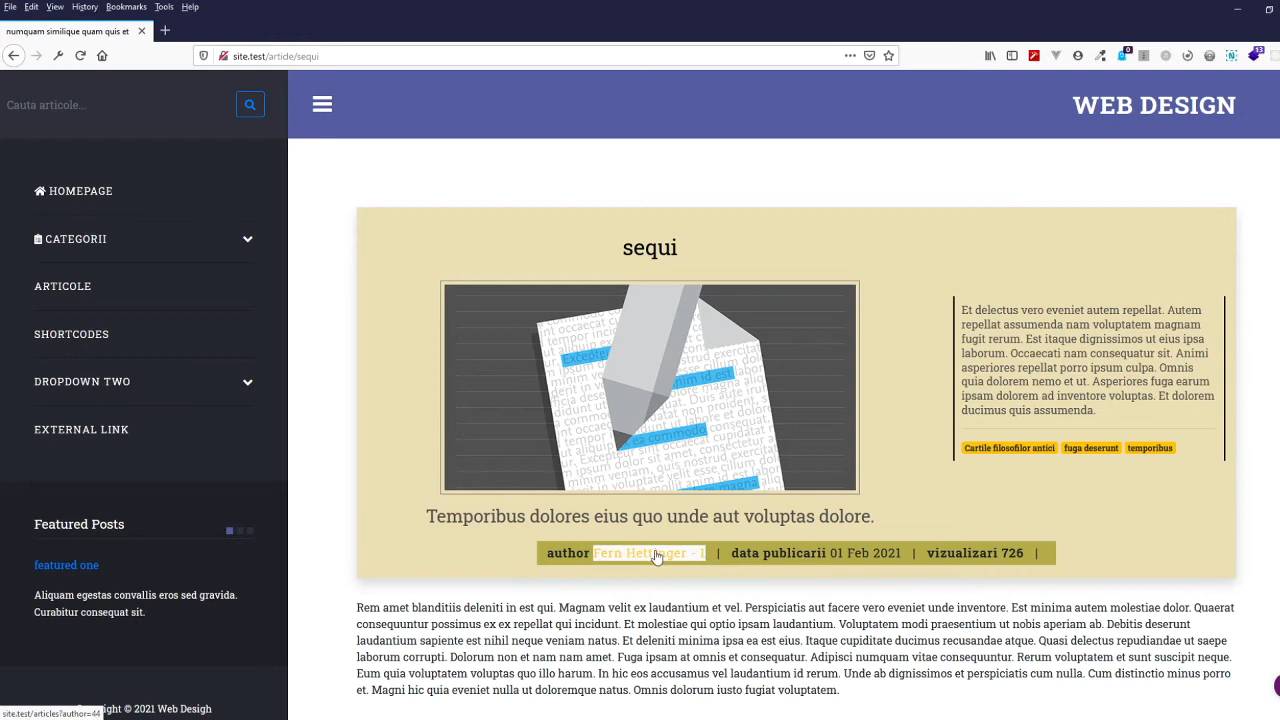 File Edit View History Bookmarks Tools Help
numquam similique quam quis et
site.test/article/sequi
0
13
Cauta articole...
WEB DESIGN
HOMEPAGE
CATEGORII
ARTICOLE
SHORTCODES
DROPDOWN TWO
EXTERNAL LINK
Featured Posts
featured one
Aliquam egestas convallis eros sed gravida.
Curabitur consequat sit.
ght © 2021 Web Desigh
site.test/articles?author=44
sequi
Excepteur
anim id est
ea commodo
magna
Temporibus dolores eius quo unde aut voluptas dolore.
author Fern Hettinger - 1 | data publicarii 01 Feb 2021 | vizualizari 726 |
Et delectus vero eveniet autem repellat. Autem
repellat assumenda nam voluptatem magnam
fugit rerum. Est itaque dignissimos ut eius ipsa
laborum. Occaecati nam consequatur sit. Animi
asperiores repellat porro ipsum culpa. Omnis
quia dolorem nemo et ut. Asperiores fuga earum
ipsam dolorem ad inventore voluptas. Et dolorem
ducimus quis assumenda.
Cartile filosofilor antici fuga deserunt temporibus
Rem amet blanditiis deleniti in est qui. Magnam velit ex laudantium et vel. Perspiciatis aut facere vero eveniet unde inventore. Est minima autem molestiae dolor. Quaerat
consequuntur possimus ex ex repellat qui incidunt. Et molestiae qui optio ipsam laudantium. Voluptatem modi praesentium ut nobis aperiam ab. Debitis deserunt
laudantium sapiente est nihil neque veniam natus. Et deleniti minima ipsa ea est eius. Itaque cupiditate ducimus recusandae atque. Quasi delectus repudiandae ut saepe
laborum corrupti. Dolorum non et nam nam amet. Fuga ipsam at omnis et consequatur. Adipisci numquam vitae consequuntur. Rerum voluptatem et sunt suscipit neque.
Eum quia voluptatem voluptas quo illo harum. In hic eos accusamus vel laudantium id rerum. Unde ab dignissimos et perspiciatis cum nulla. Cum distinctio minus porro
et. Magni hic quia eveniet nulla ut doloremque natus. Omnis dolorum iusto fugiat voluptatem.